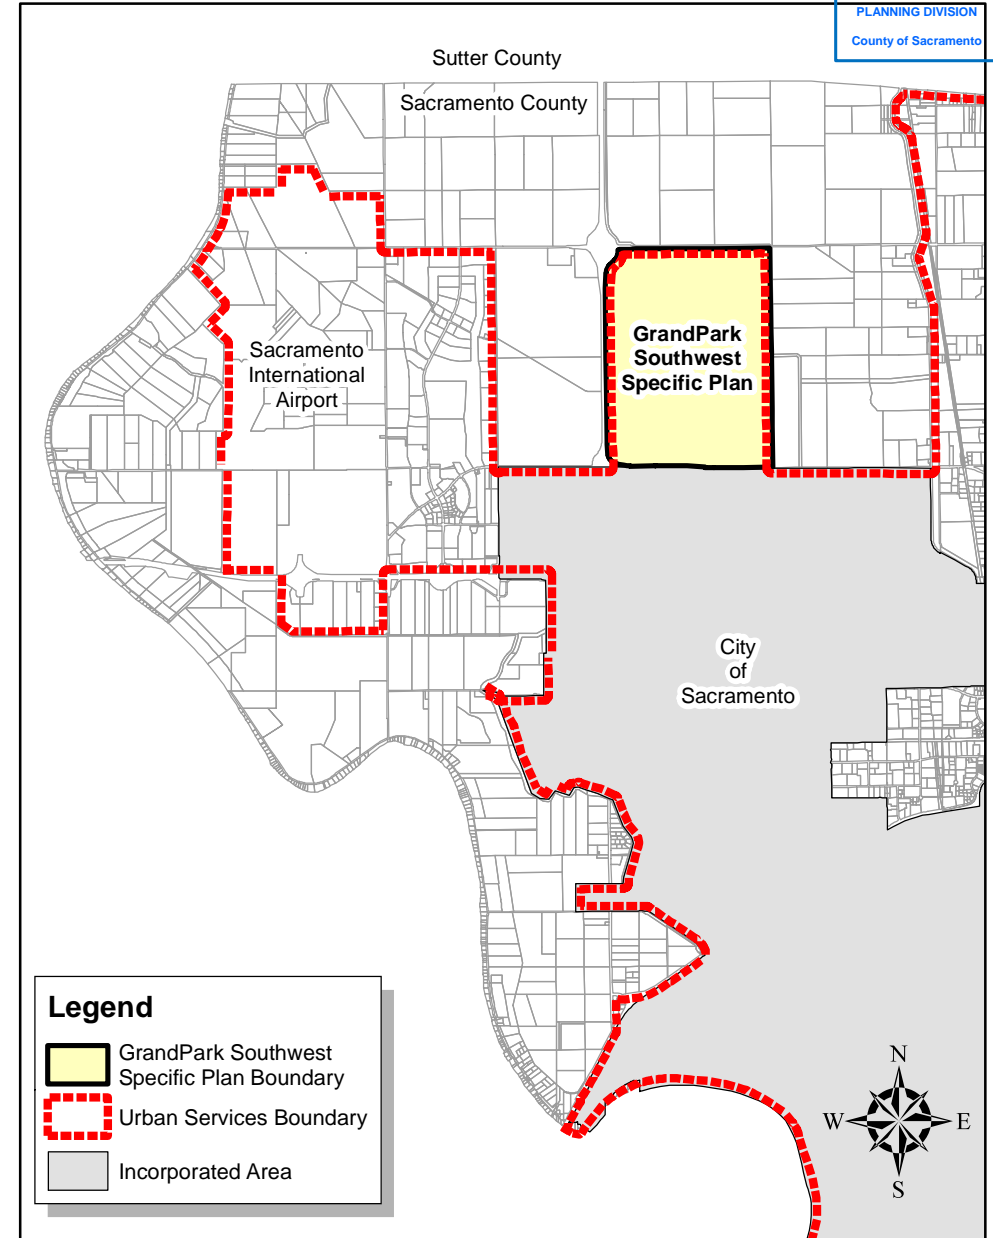 PLANNING DIVISION
County of Sacramento
Sutter County
Sacramento County
GrandPark
Southwest
Specific Plan
Sacramento
International
Airport
City
of
Sacramento
Legend
GrandPark Southwest
Specific Plan Boundary
Urban Services Boundary
Incorporated Area
N
W
E
S